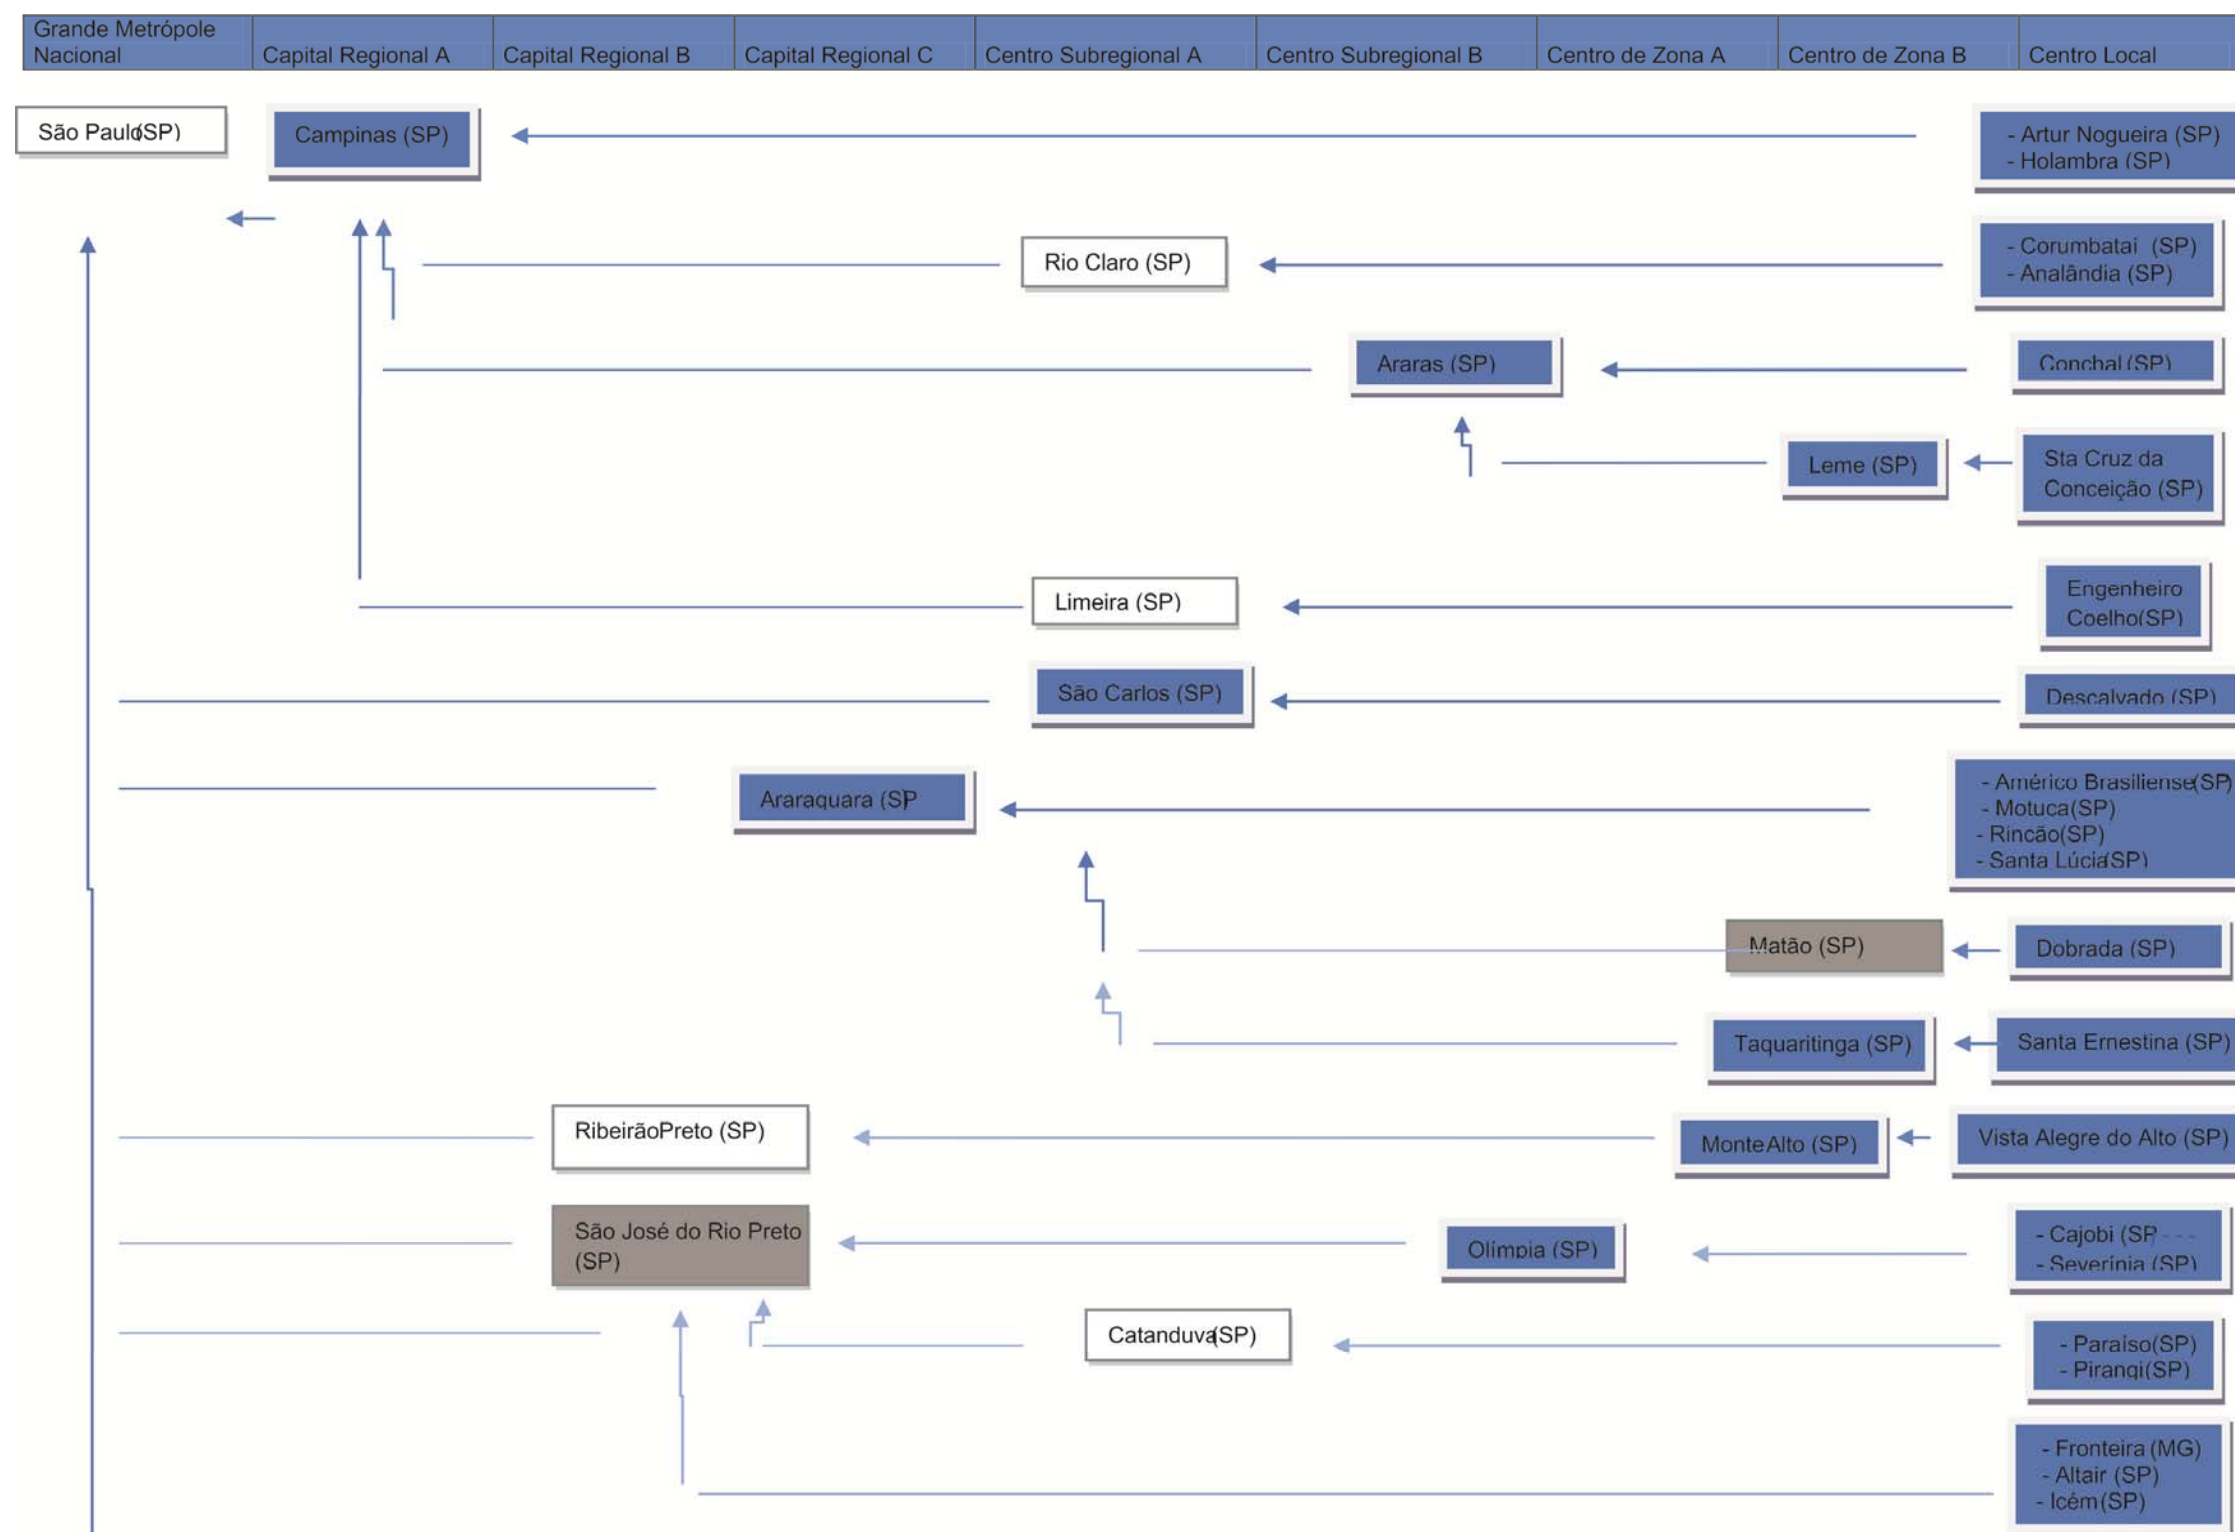 Grande Metrópole
Nacional
Capital Regional A
Capital Regional B
Capital Regional C
Centro Subregional A
Centro Subregional B
Centro de Zona A
Centro de Zona B
Centro Local
São Paulo(SP)
Campinas (SP)
- Artur Nogueira (SP)
- Holambra (SP)
Rio Claro (SP)
- Corumbataí (SP)
- Analândia (SP)
Araras (SP)
Conchal (SP)
Leme (SP)
Sta Cruz da
Conceição (SP)
Limeira (SP)
Engenheiro
Coelho(SP)
São Carlos (SP)
Descalvado (SP)
Araraquara (SP
- Américo Brasiliense(SP)
- Motuca(SP)
- Rincão(SP)
- Santa Lúcia(SP)
Matão (SP)
Dobrada (SP)
Taquaritinga (SP)
Santa Ernestina (SP)
RibeirãoPreto (SP)
MonteAlto (SP)
Vista Alegre do Alto (SP)
São José do Rio Preto
(SP)
Olímpia (SP)
- Cajobi (SP ---
- Severínia (SP)
Catanduva(SP)
- Paraíso(SP)
- Pirangi(SP)
- Fronteira (MG)
- Altair (SP)
- Icém(SP)